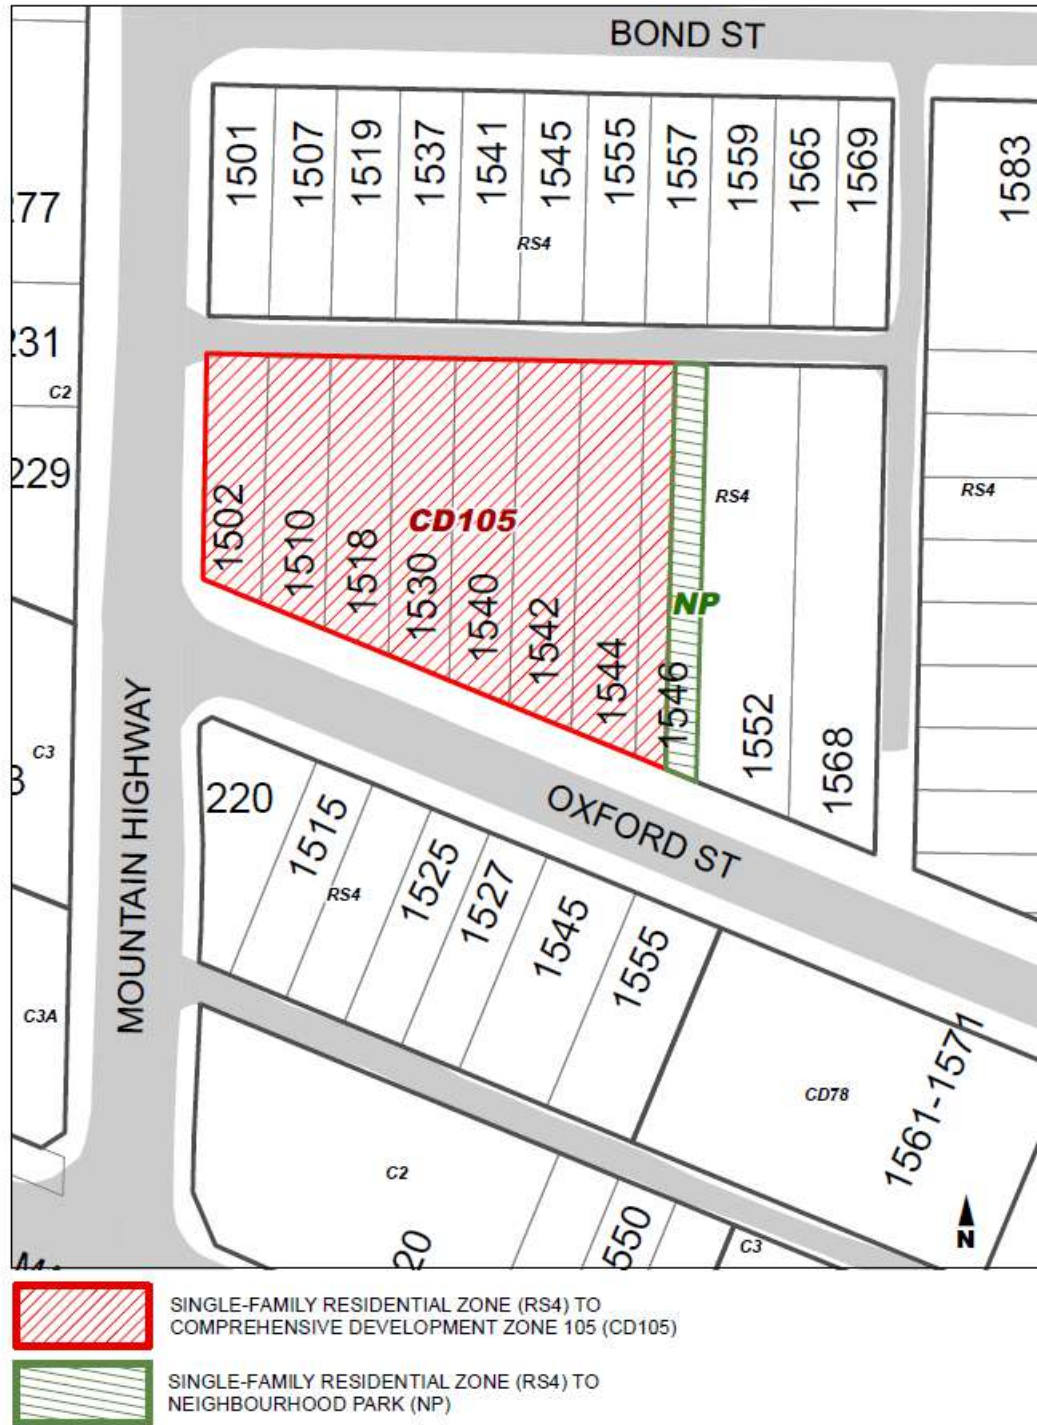 BOND ST
1501
1507
1519
1537
1541
1545
1555
1557
1559
1565
1569
1583
277
RS4
231
C2
229
1502
1510
1518
1530
1540
1542
1544
1546
CD105
NP
RS4
1552
1568
RS4
C3
MOUNTAIN HIGHWAY
OXFORD ST
220
1515
RS4
1525
1527
1545
1555
C3A
CD78
1561-1571
C2
20
550
C3
N
SINGLE-FAMILY RESIDENTIAL ZONE (RS4) TO
COMPREHENSIVE DEVELOPMENT ZONE 105 (CD105)
SINGLE-FAMILY RESIDENTIAL ZONE (RS4) TO
NEIGHBOURHOOD PARK (NP)